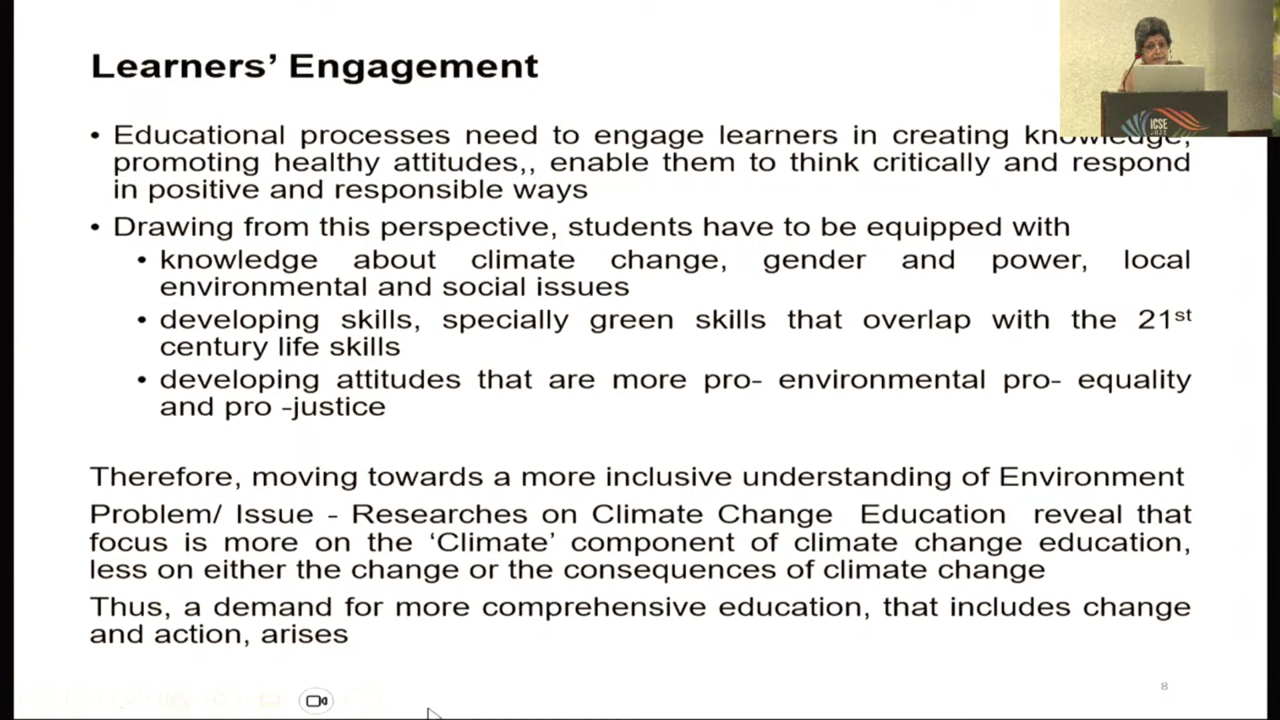 Learners’ Engagement
• Educational processes need to engage learners in creating knowledge,
promoting healthy attitudes,, enable them to think critically and respond
in positive and responsible ways
• Drawing from this perspective, students have to be equipped with
• knowledge about climate change, gender and power, local
environmental and social issues
• developing skills, specially green skills that overlap with the 21st
century life skills
• developing attitudes that are more pro- environmental pro- equality
and pro -justice
Therefore, moving towards a more inclusive understanding of Environment
Problem/ Issue - Researches on Climate Change Education reveal that
focus is more on the ‘Climate’ component of climate change education,
less on either the change or the consequences of climate change
Thus, a demand for more comprehensive education, that includes change
and action, arises
8
ICSE